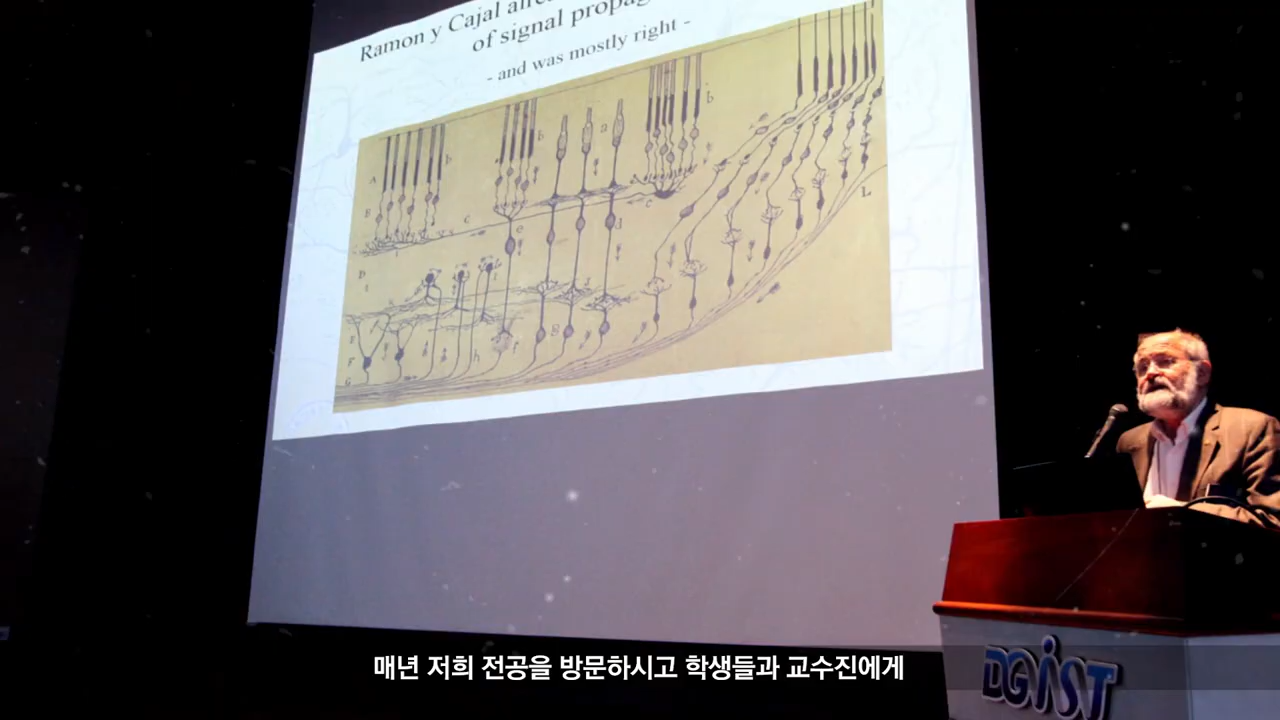 Ramon y Cajal
of signal
- and was mostly right -
A
b
b
a
b
B
c
c
e
d
L
D
f
g
h
F
G
매년 저희 전공을 방문하시고 학생들과 교수진에게
DGIST